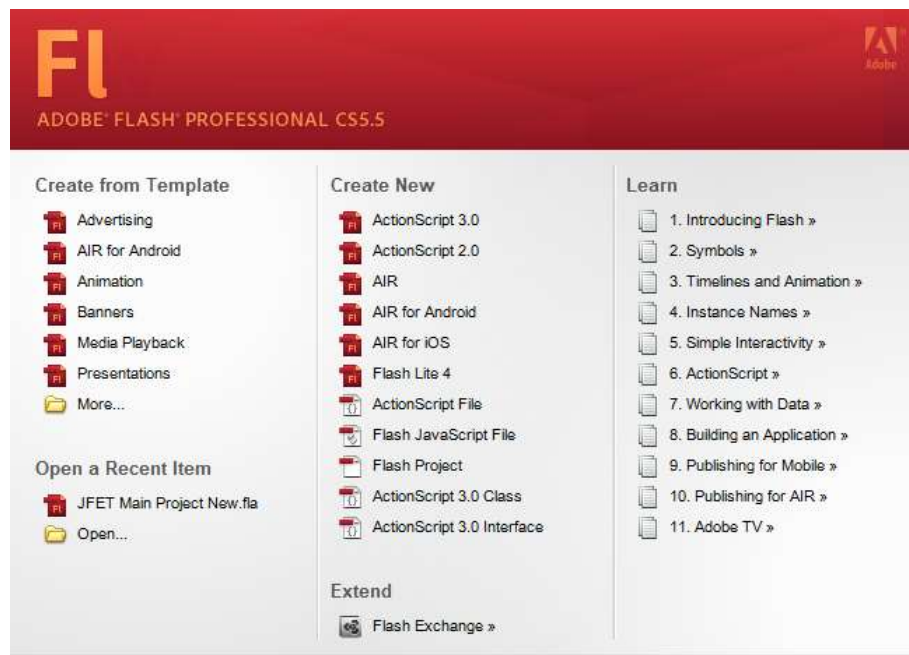 Fl
Adobe
ADOBE® FLASH® PROFESSIONAL CS5.5
Create from Template
Advertising
AIR for Android
Animation
Banners
Media Playback
Presentations
More...
Open a Recent Item
JFET Main Project New.fla
Open...
Create New
ActionScript 3.0
ActionScript 2.0
AIR
AIR for Android
AIR for iOS
Flash Lite 4
ActionScript File
Flash JavaScript File
Flash Project
ActionScript 3.0 Class
ActionScript 3.0 Interface
Extend
Flash Exchange »
Learn
1. Introducing Flash »
2. Symbols »
3. Timelines and Animation »
4. Instance Names »
5. Simple Interactivity »
6. ActionScript »
7. Working with Data »
8. Building an Application »
9. Publishing for Mobile »
10. Publishing for AIR »
11. Adobe TV »